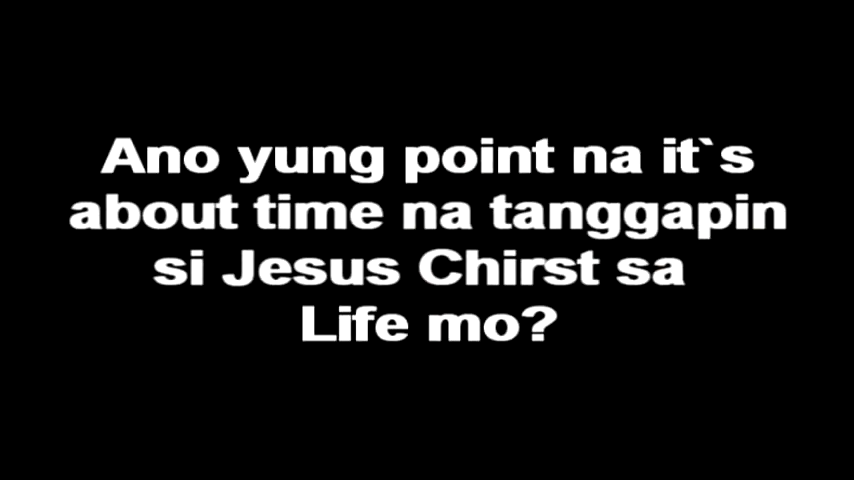 Ano yung point na it`s
about time na tanggapin
si Jesus Chirst sa
Life mo?